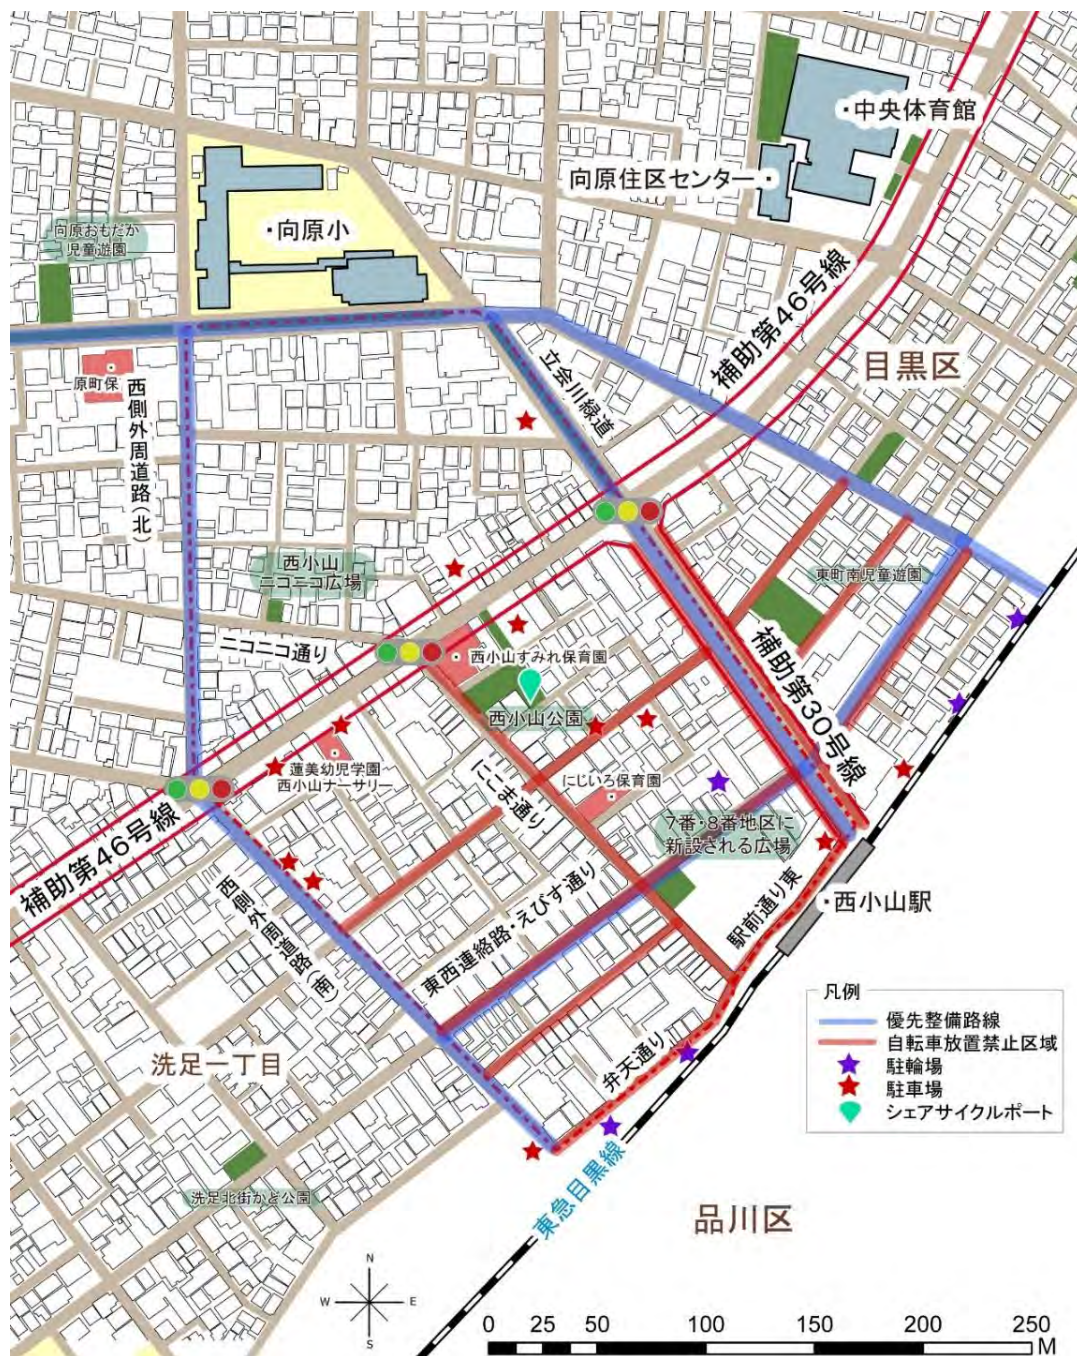 中央体育館
向原住区センター
向原おもだか
児童遊園
向原小
補助第46号線
目黒区
立会川緑道
原町保
西側外周道路(北)
西小山
ニコニコ広場
東町南児童遊園
ニコニコ通り
西小山すみれ保育園
補助第30号線
西小山公園
蓮美幼児学園
西小山ナーサリー
にじいろ保育園
にこま通り
7番・8番地区に
新設される広場
補助第46号線
西小山駅
駅前通り東
西側外周道路(南)
東西連絡路・えびす通り
凡例
優先整備路線
自転車放置禁止区域
駐輪場
駐車場
シェアサイクルポート
洗足一丁目
弁天通り
洗足北街かど公園
東急目黒線
品川区
N
W E
S
0 25 50 100 150 200 250
M